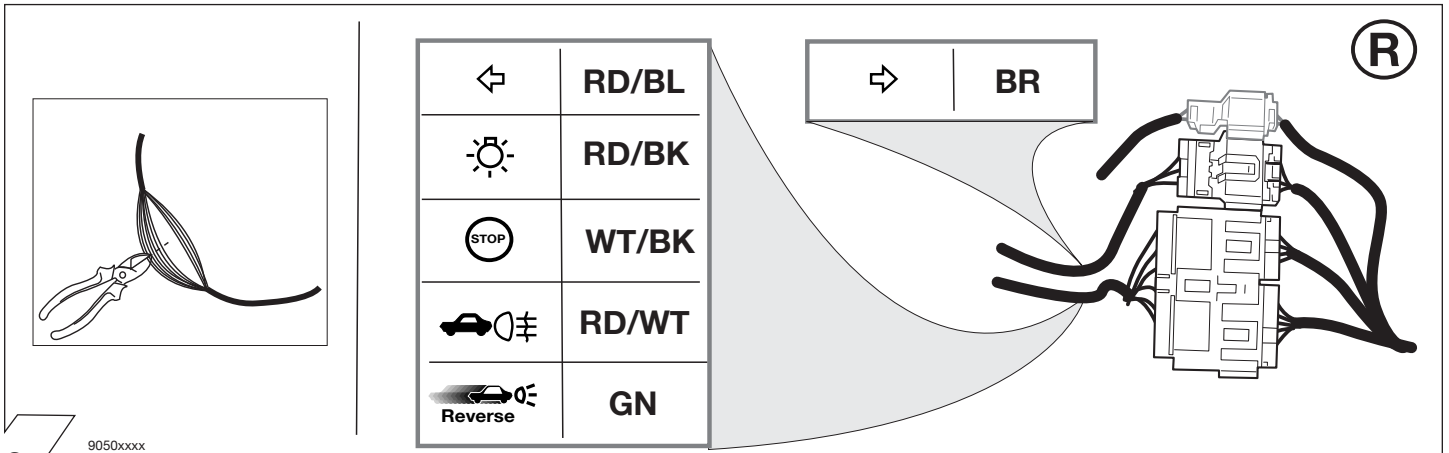 RD/BL
RD/BK
STOP WT/BK
RD/WT
Reverse GN
BR
R
9050xxxx